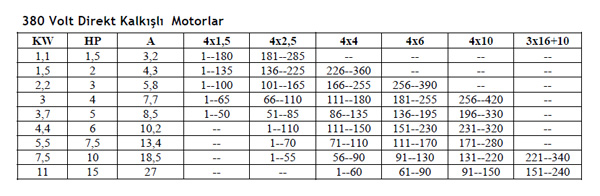 380 Volt Direkt Kalkışlı Motorlar
KW HP A 4x1,5 4x2,5 4x4 4x6 4x10 3x16+10
1,1 1,5 3,2 1--180 181--285 -- -- -- --
1,5 2 4,3 1--135 136--225 226--360 -- --
2,2 3 5,8 1--100 101--165 166--255 256--390 -- --
3 4 7,7 1--65 66--110 111--180 181--255 256--420 --
3,7 5 8,5 1--50 51--85 86--135 136--195 196--330 --
4,4 6 10,2 -- 1--110 111--150 151--230 231--320 --
5,5 7,5 13,4 -- 1--70 71--110 111--170 171--280 --
7,5 10 18,5 -- 1--55 56--90 91--130 131--220 221--340
11 15 27 -- -- 1--60 61--90 91--150 151--240